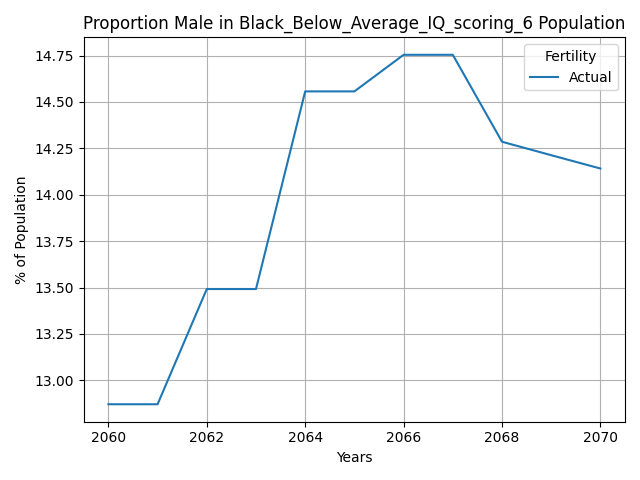 Proportion Male in Black_Below_Average_IQ_scoring_6 Population
Fertility
Actual
14.75
14.50
14.25
14.00
13.75
13.50
13.25
13.00
% of Population
2060
2062
2064
2066
2068
2070
Years